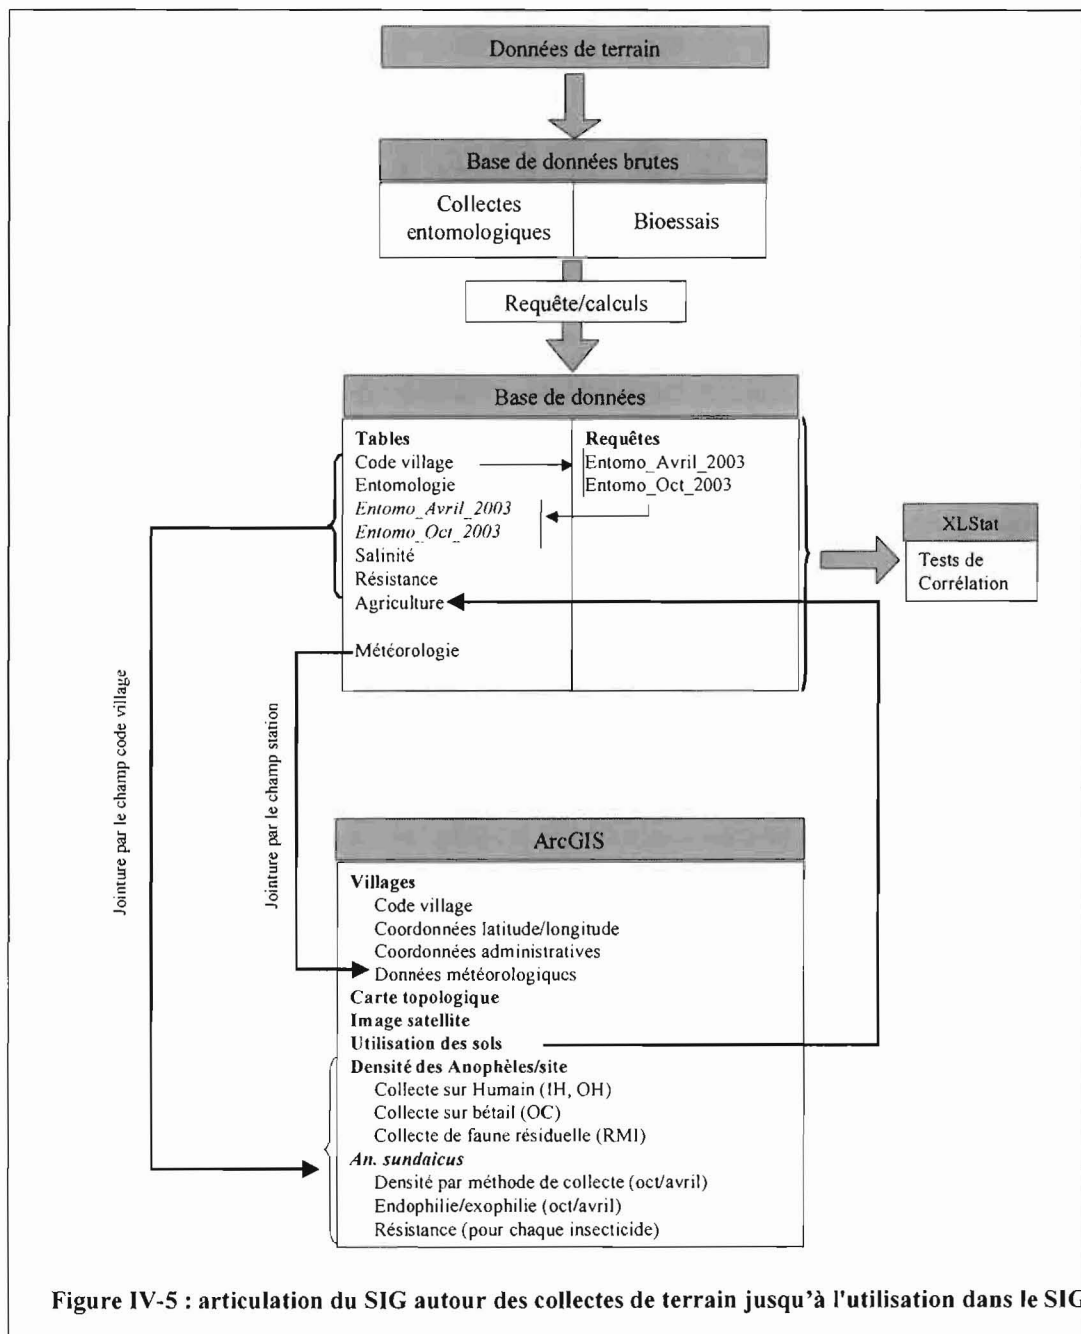 Données de terrain
Base de données brutes
Collectes
entomologiques
Bioessais
Requête/calculs
Base de données
Tables
Code village
Entomologie
Entomo_Avril_2003
Entomo_Oct_2003
Salinité
Résistance
Agriculture
Météorologie
Requêtes
Entomo_Avril_2003
Entomo_Oct_2003
XLStat
Tests de
Corrélation
Jointure par le champ code village
Jointure par le champ station
ArcGIS
Villages
Code village
Coordonnées latitude/longitude
Coordonnées administratives
Données météorologiques
Carte topologique
Image satellite
Utilisation des sols
Densité des Anophèles/site
Collecte sur Humain (IH, OH)
Collecte sur bétail (OC)
Collecte de faune résiduelle (RMI)
An. sundaicus
Densité par méthode de collecte (oct/avril)
Endophilie/exophilie (oct/avril)
Résistance (pour chaque insecticide)
Figure IV-5 : articulation du SIG autour des collectes de terrain jusqu'à l'utilisation dans le SIG